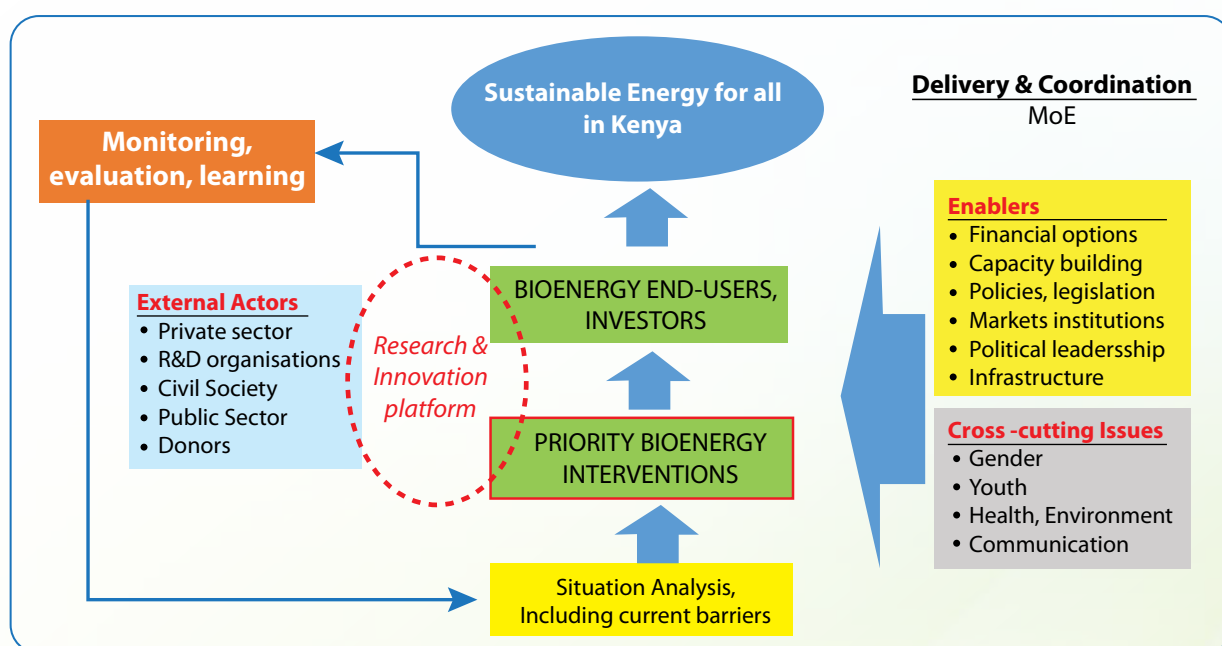 Sustainable Energy for all
in Kenya
Delivery & Coordination
MoE
Monitoring,
evaluation, learning
Enablers
• Financial options
• Capacity building
• Policies, legislation
• Markets institutions
• Political leadersship
• Infrastructure
External Actors
• Private sector
• R&D organisations
• Civil Society
• Public Sector
• Donors
Research &
Innovation
platform
BIOENERGY END-USERS,
INVESTORS
PRIORITY BIOENERGY
INTERVENTIONS
Cross -cutting Issues
• Gender
• Youth
• Health, Environment
• Communication
Situation Analysis,
Including current barriers